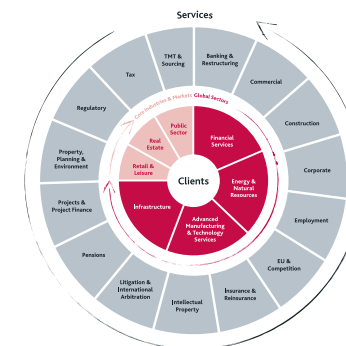 Services
TMT &
Sourcing
Banking &
Restructuring
Commercial
Construction
Corporate
Employment
EU &
Competition
Insurance &
Reinsurance
Intellectual
Property
Litigation &
International
Arbitration
Pensions
Projects &
Project Finance
Property,
Planning &
Environment
Regulatory
Tax
Core Industries & Markets Global Sectors
Public
Sector
Financial
Services
Energy &
Natural
Resources
Advanced
Manufacturing
& Technology
Services
Infrastructure
Retail &
Leisure
Real
Estate
Clients